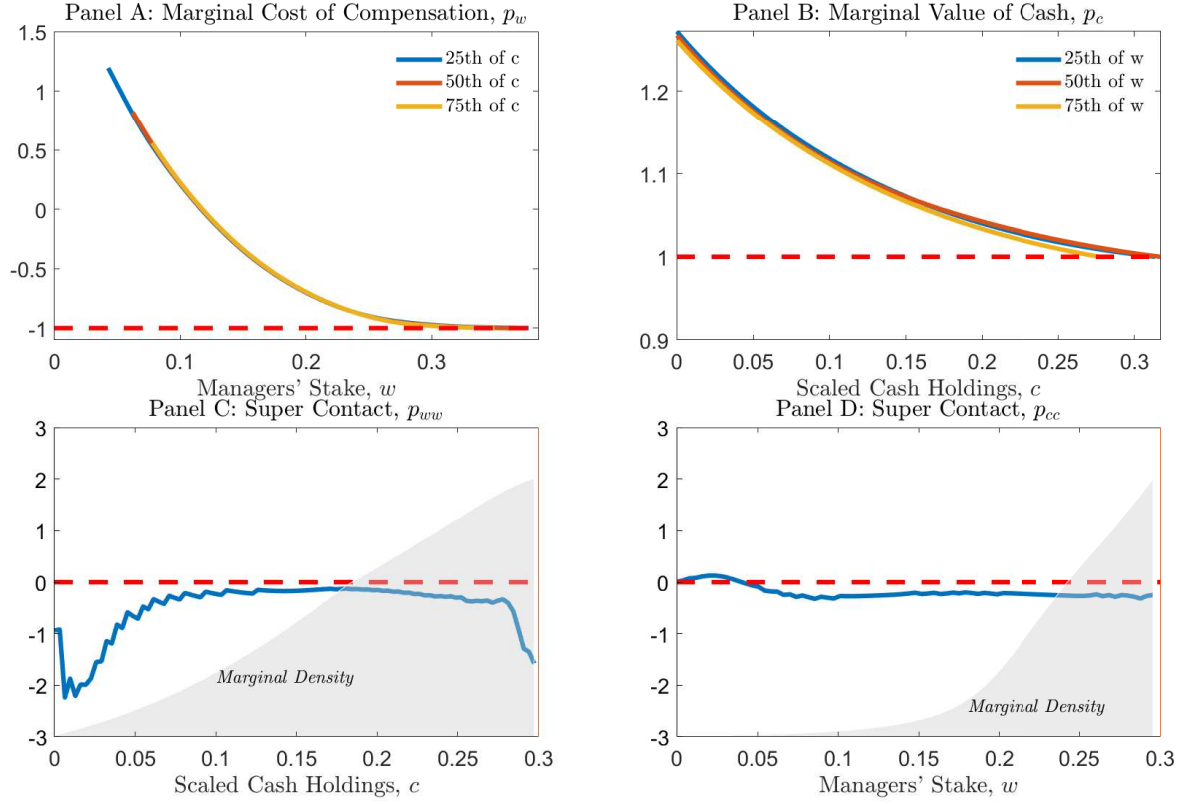 Panel A: Marginal Cost of Compensation, p_w
1.5
1
0.5
0
-0.5
-1
25th of c
50th of c
75th of c
0 0.1 0.2 0.3
Managers' Stake, w
Panel B: Marginal Value of Cash, p_c
1.2
1.1
1
0.9
25th of w
50th of w
75th of w
0 0.05 0.1 0.15 0.2 0.25 0.3
Scaled Cash Holdings, c
Panel C: Super Contact, p_ww
3
2
1
0
-1
-2
-3
Marginal Density
0 0.05 0.1 0.15 0.2 0.25 0.3
Scaled Cash Holdings, c
Panel D: Super Contact, p_cc
3
2
1
0
-1
-2
-3
Marginal Density
0 0.05 0.1 0.15 0.2 0.25 0.3
Managers' Stake, w